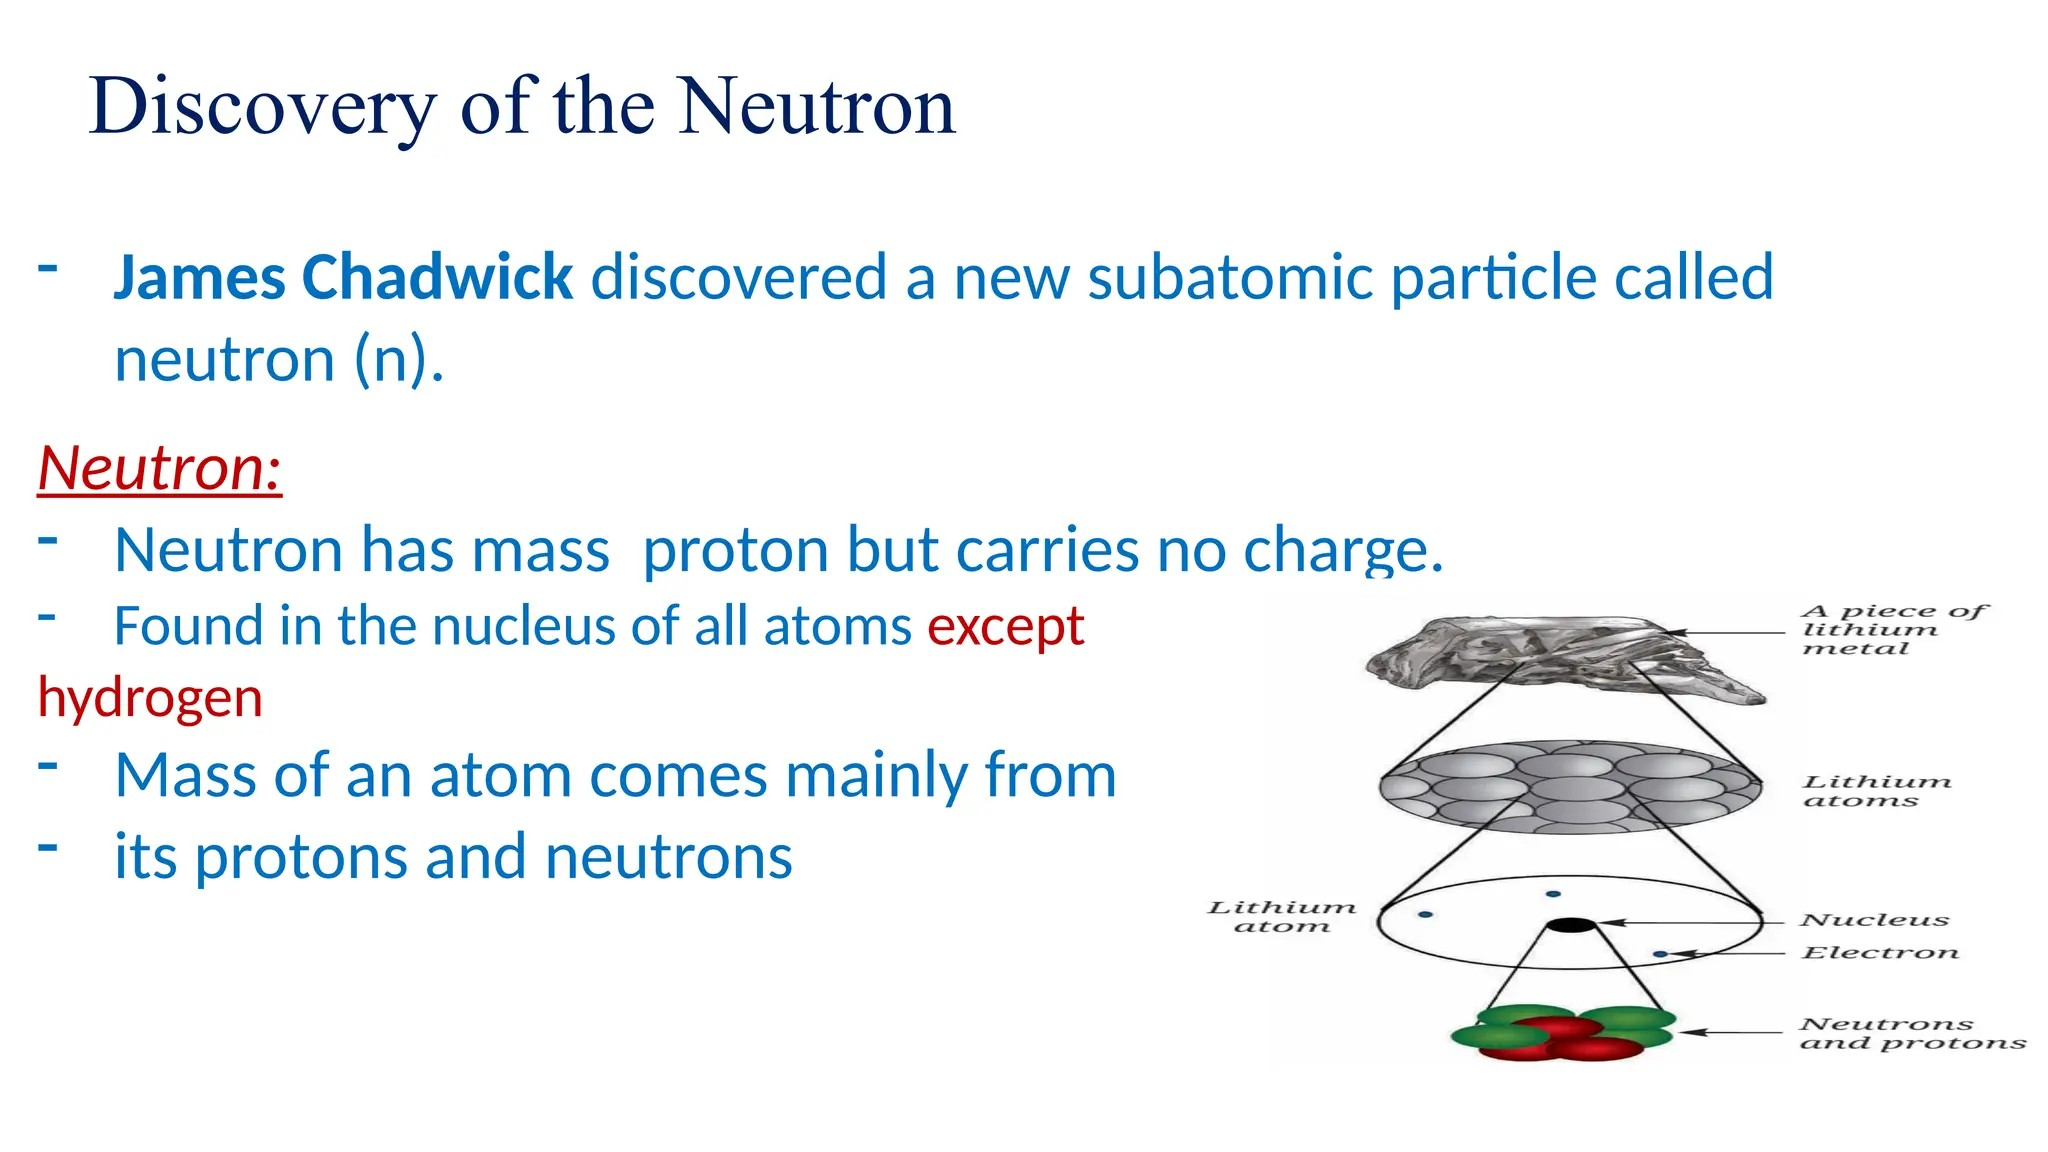 Discovery of the Neutron
- James Chadwick discovered a new subatomic particle called
neutron (n).
Neutron:
- Neutron has mass  proton but carries no charge.
- Found in the nucleus of all atoms except
hydrogen
- Mass of an atom comes mainly from
- its protons and neutrons
A piece of
lithium
metal
Lithium
atoms
Lithium
atom
Nucleus
Electron
Neutrons
and protons